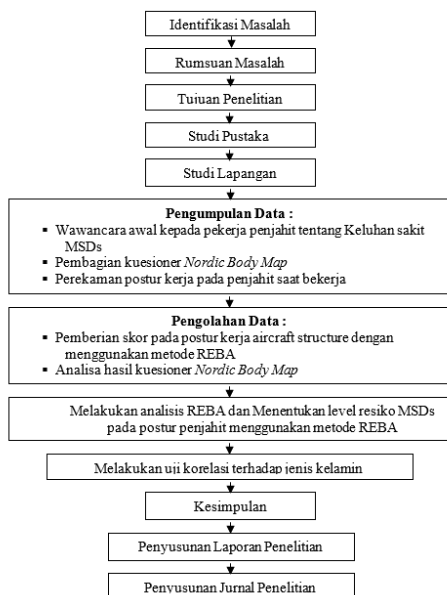 Identifikasi Masalah
Rumsuan Masalah
Tujuan Penelitian
Studi Pustaka
Studi Lapangan
Pengumpulan Data :
▪ Wawancara awal kepada pekerja penjahit tentang Keluhan sakit
MSDs
▪ Pembagian kuesioner Nordic Body Map
▪ Perekaman postur kerja pada penjahit saat bekerja
Pengolahan Data :
▪ Pemberian skor pada postur kerja aircraft structure dengan
menggunakan metode REBA
▪ Analisa hasil kuesioner Nordic Body Map
Melakukan analisis REBA dan Menentukan level resiko MSDs
pada postur penjahit menggunakan metode REBA
Melakukan uji korelasi terhadap jenis kelamin
Kesimpulan
Penyusunan Laporan Penelitian
Penyusunan Jurnal Penelitian